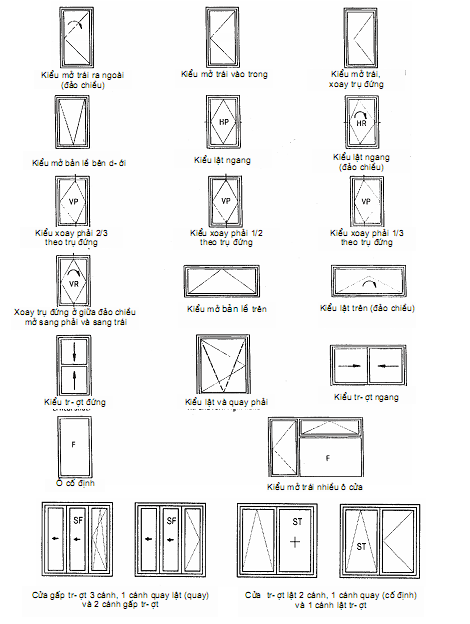 Kiểu mở trái ra ngoài
(đảo chiều)
Kiểu mở trái vào trong
Kiểu mở trái,
xoay trụ đứng
HP
HR
Kiểu mở bản lề bên d- ới
Kiểu lật ngang
Kiểu lật ngang
(đảo chiều)
VP
VP
VP
Kiểu xoay phải 2/3
theo trụ đứng
Kiểu xoay phải 1/2
theo trụ đứng
Kiểu xoay phải 1/3
theo trụ đứng
VR
Xoay trụ đứng ở giữa đảo chiều
mở sang phải và sang trái
Kiểu mở bản lề trên
Kiểu lật trên (đảo chiều)
Kiểu tr- ợt đứng
Kiểu lật và quay phải
Kiểu tr- ợt ngang
F
F
Ô cố định
Kiểu mở trái nhiều ô cửa
SF
SF
ST
ST
Cửa gấp tr- ợt 3 cánh, 1 cánh quay lật (quay)
và 2 cánh gấp tr- ợt
Cửa tr- ợt lật 2 cánh, 1 cánh quay (cố định)
và 1 cánh lật tr- ợt